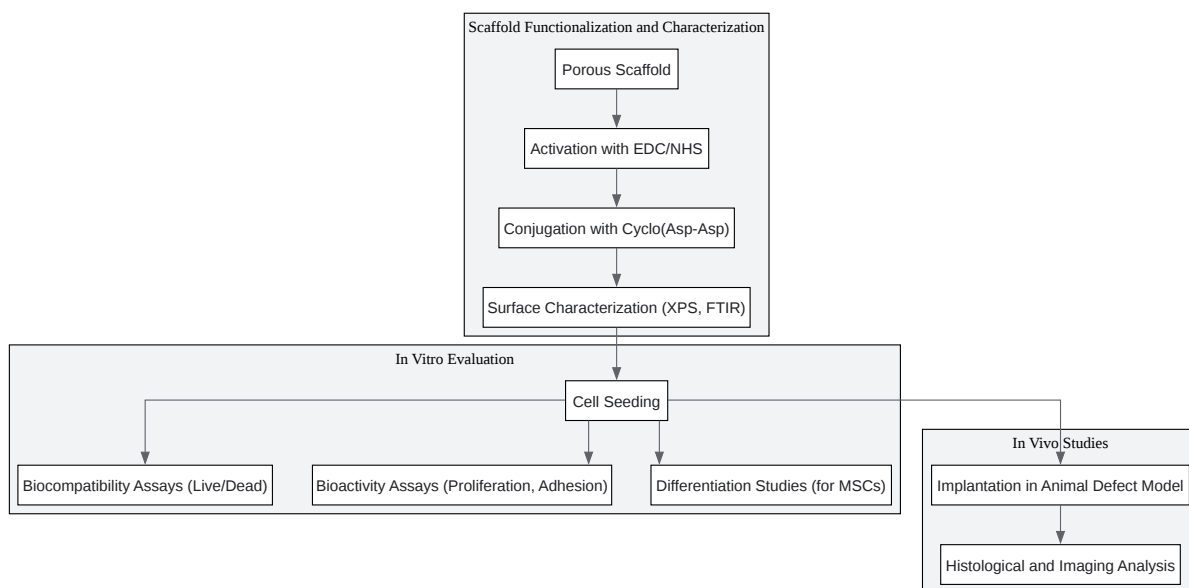 Scaffold Functionalization and Characterization
Porous Scaffold
Activation with EDC/NHS
Conjugation with Cyclo(Asp-Asp)
Surface Characterization (XPS, FTIR)
In Vitro Evaluation
Cell Seeding
Biocompatibility Assays (Live/Dead)
Bioactivity Assays (Proliferation, Adhesion)
Differentiation Studies (for MSCs)
In Vivo Studies
Implantation in Animal Defect Model
Histological and Imaging Analysis